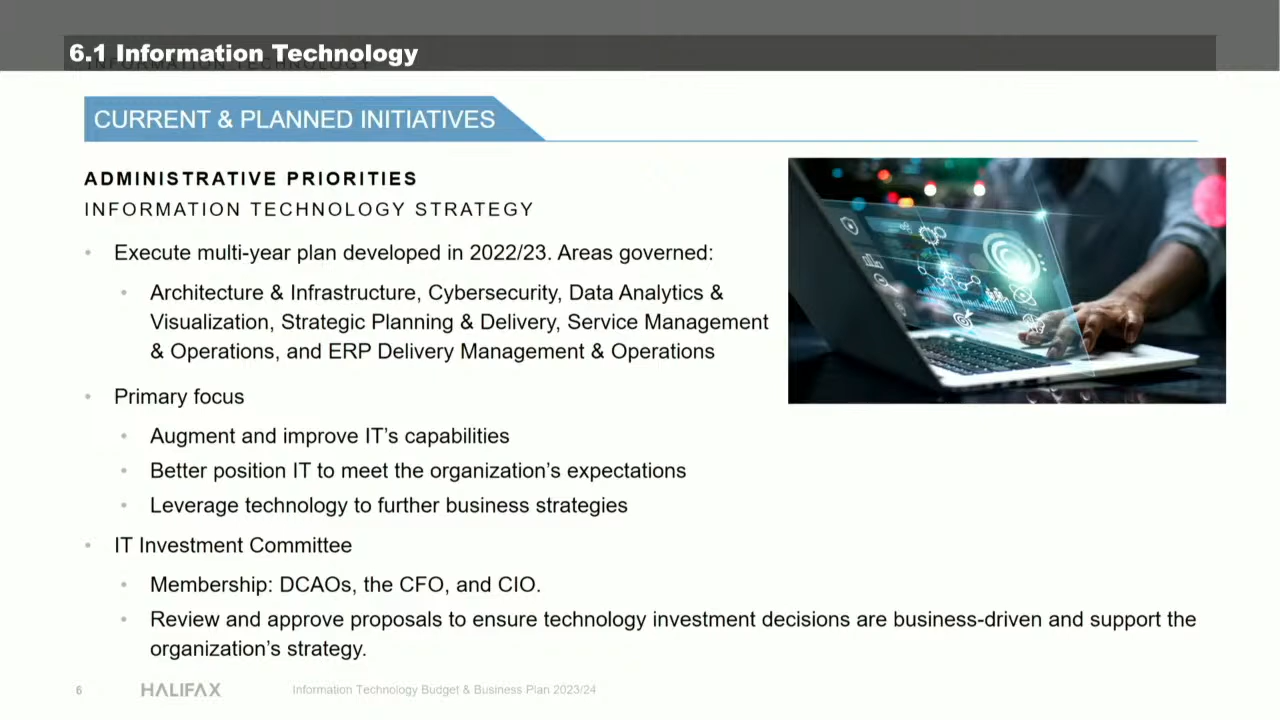 6.1 Information Technology
INFORMATION TECHNOLOGY
CURRENT & PLANNED INITIATIVES
ADMINISTRATIVE PRIORITIES
INFORMATION TECHNOLOGY STRATEGY
• Execute multi-year plan developed in 2022/23. Areas governed:
• Architecture & Infrastructure, Cybersecurity, Data Analytics &
Visualization, Strategic Planning & Delivery, Service Management
& Operations, and ERP Delivery Management & Operations
• Primary focus
• Augment and improve IT’s capabilities
• Better position IT to meet the organization’s expectations
• Leverage technology to further business strategies
• IT Investment Committee
• Membership: DCAOs, the CFO, and CIO.
• Review and approve proposals to ensure technology investment decisions are business-driven and support the
organization’s strategy.
6 HALIFAX Information Technology Budget & Business Plan 2023/24